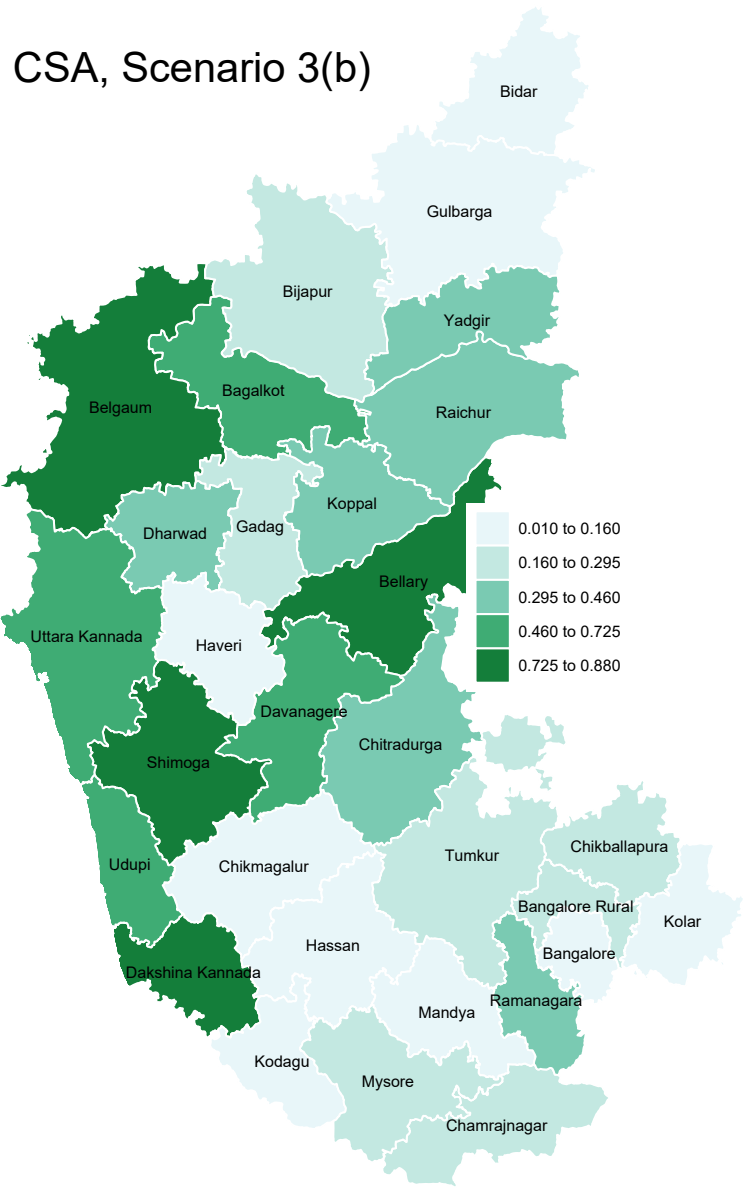 CSA, Scenario 3(b)
Bidar
Gulbarga
Bijapur
Yadgir
Bagalkot
Belgaum
Raichur
Koppal
Gadag
Dharwad
0.010 to 0.160
0.160 to 0.295
0.295 to 0.460
0.460 to 0.725
0.725 to 0.880
Bellary
Uttara Kannada
Haveri
Davanagere
Chitradurga
Shimoga
Udupi
Chikmagalur
Tumkur
Chikballapura
Bangalore Rural
Kolar
Hassan
Bangalore
Dakshina Kannada
Ramanagara
Mandya
Kodagu
Mysore
Chamrajnagar